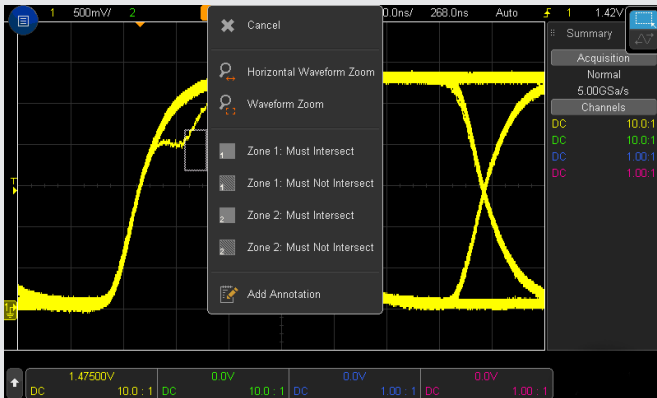 1 500mV/ 2 0.0ns/ 268.0ns Auto 1 1.42V
Summary
Acquisition
Normal
5.00GSa/s
Channels
DC 10.0:1
DC 10.0:1
DC 1.00:1
DC 1.00:1
Cancel
Horizontal Waveform Zoom
Waveform Zoom
1 Zone 1: Must Intersect
1 Zone 1: Must Not Intersect
2 Zone 2: Must Intersect
2 Zone 2: Must Not Intersect
Add Annotation
T
1
1.47500V 0.0V 0.0V 0.0V
DC 10.0 : 1 DC 10.0 : 1 DC 1.00 : 1 DC 1.00 : 1